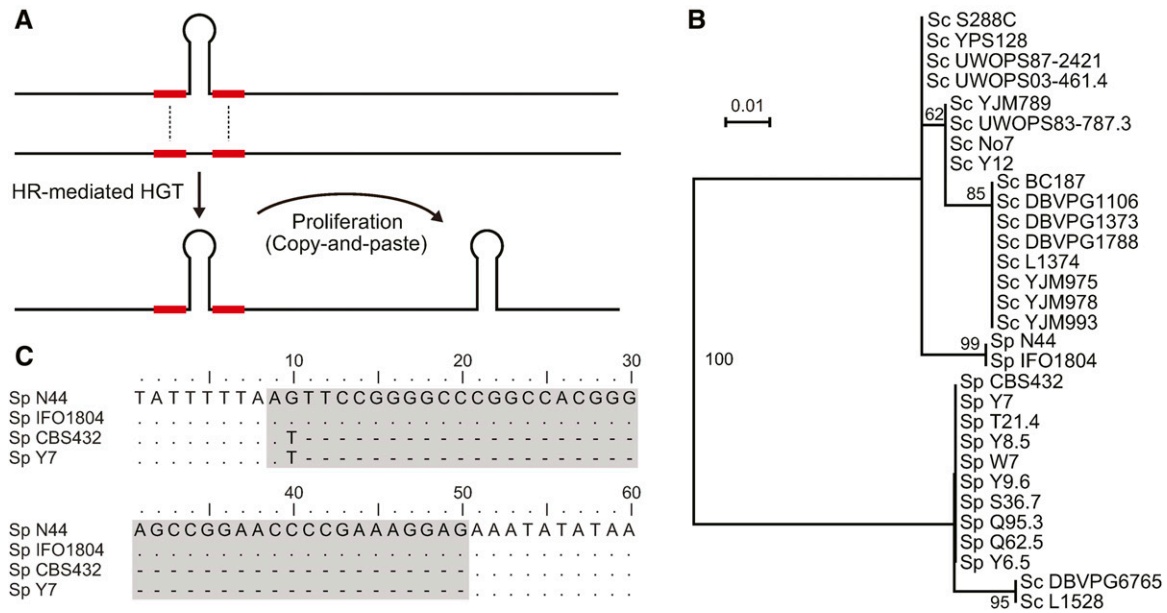 A
HR-mediated HGT
Proliferation
(Copy-and-paste)
B
0.01
Sc S288C
Sc YPS128
Sc UWOPS87-2421
Sc UWOPS03-461.4
62
Sc YJM789
Sc UWOPS83-787.3
Sc No7
Sc Y12
85
Sc BC187
Sc DBVPG1106
Sc DBVPG1373
Sc DBVPG1788
Sc L1374
Sc YJM975
Sc YJM978
Sc YJM993
99
Sp N44
Sp IFO1804
100
Sp CBS432
Sp Y7
Sp T21.4
Sp Y8.5
Sp W7
Sp Y9.6
Sp S36.7
Sp Q95.3
Sp Q62.5
Sp Y6.5
95
Sc DBVPG6765
Sc L1528
C
10 20 30
Sp N44 T A T T T T T A A G T T C C G G G G C C C G G C C A C G G G
Sp IFO1804 . . . . . . . . . . . . . . . . . . . . . . . . . . . . . .
Sp CBS432 . . . . . . . . . T - - - - - - - - - - - - - - - - - - - -
Sp Y7 . . . . . . . . . T - - - - - - - - - - - - - - - - - - - -
40 50 60
Sp N44 A G C C G G A A C C C C G A A A G G A G A A A T A T A T A A
Sp IFO1804 . . . . . . . . . . . . . . . . . . . . . . . . . . . . . .
Sp CBS432 - - - - - - - - - - - - - - - - - - - - . . . . . . . . . .
Sp Y7 - - - - - - - - - - - - - - - - - - - - . . . . . . . . . .